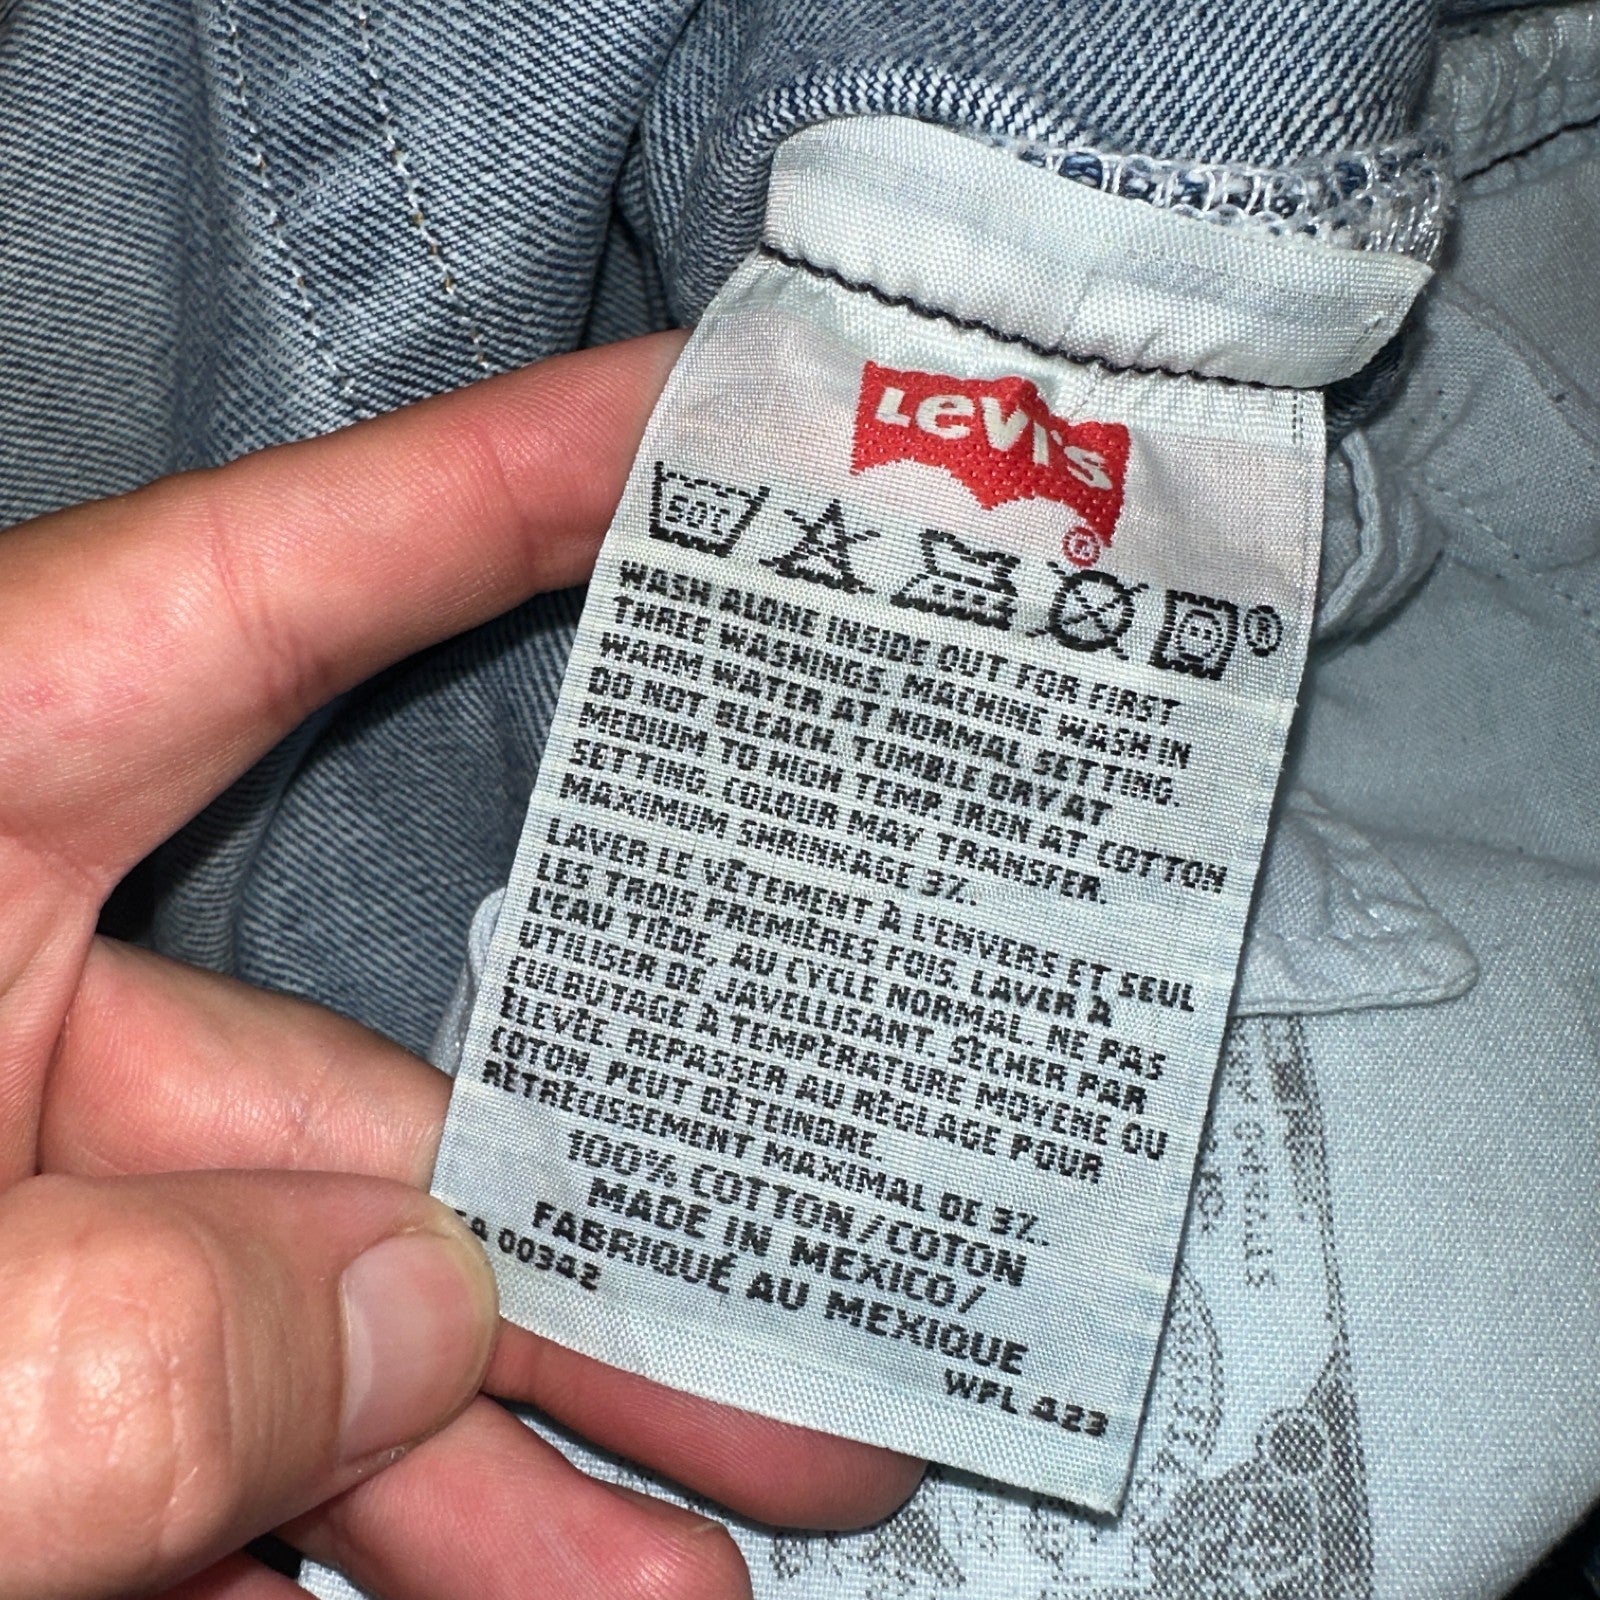 Levi's
®
60°C
®
WASH ALONE INSIDE OUT FOR FIRST
THREE WASHINGS. MACHINE WASH IN
WARM WATER AT NORMAL SETTING.
DO NOT BLEACH. TUMBLE DRY AT
MEDIUM TO HIGH TEMP. IRON AT COTTON
SETTING. COLOUR MAY TRANSFER.
MAXIMUM SHRINKAGE 3%.
LAVER LE VÊTEMENT À L'ENVERS ET SEUL
LES TROIS PREMIÈRES FOIS. LAVER À
L'EAU TIÈDE, AU CYCLE NORMAL. NE PAS
UTILISER DE JAVELLISANT. SÉCHER PAR
CULBUTAGE À TEMPÉRATURE MOYENE OU
ÉLEVÉE. REPASSER AU RÉGLAGE POUR
COTON. PEUT DÉTEINDRE.
RÉTRÉCISSEMENT MAXIMAL DE 3%.
100% COTTON/COTON
MADE IN MEXICO/
FABRIQUÉ AU MEXIQUE
CA 00342
WPL 423